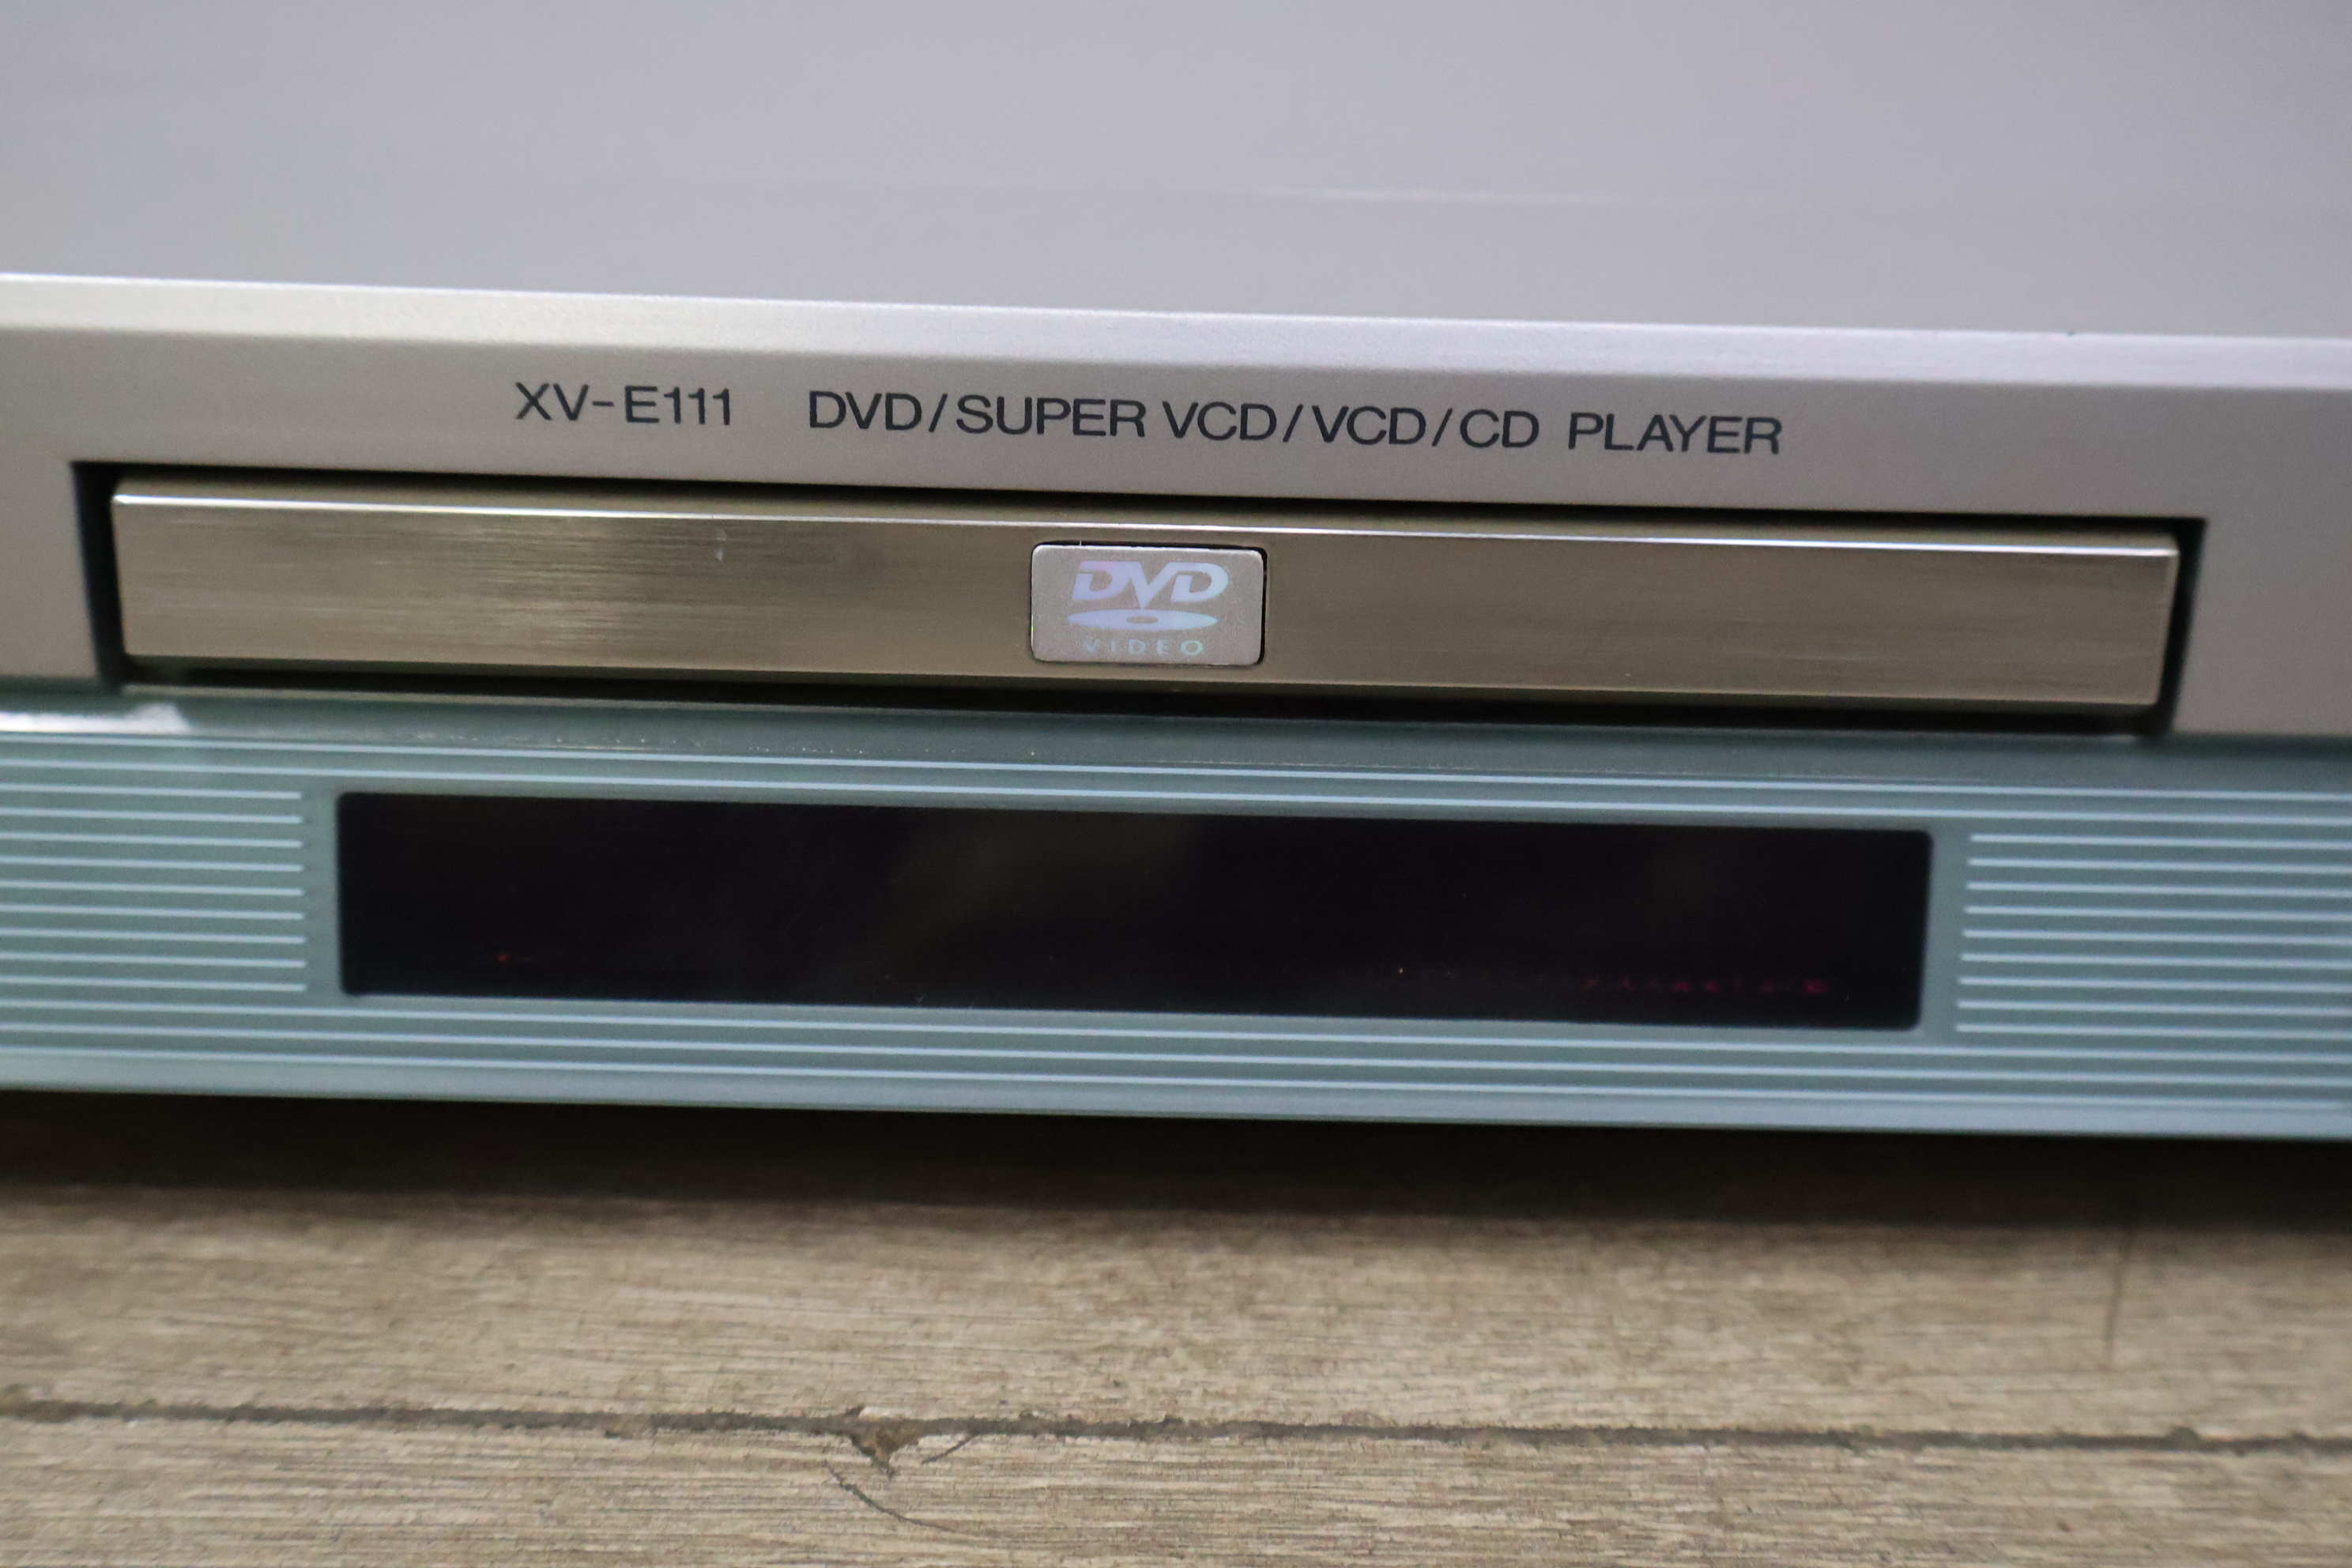 XV-E111 DVD/SUPER VCD/VCD/CD PLAYER
DVD
VIDEO